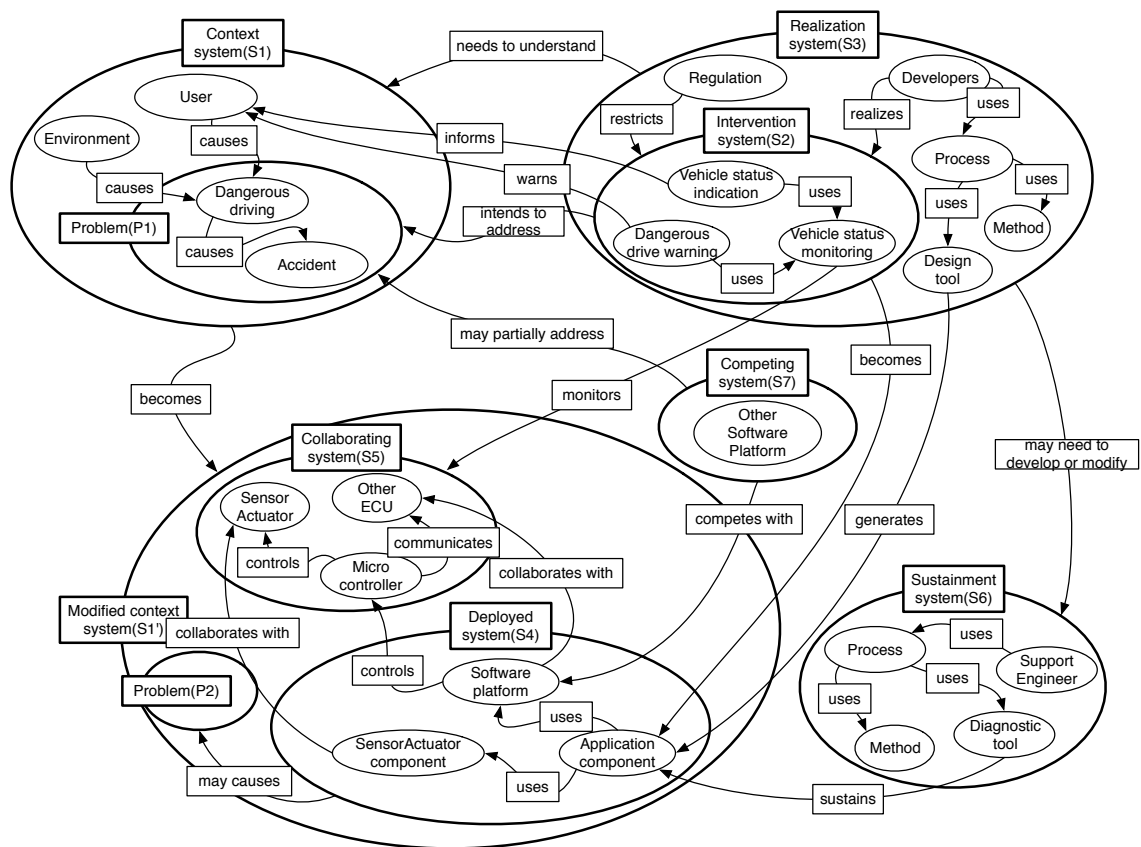 Context
system(S1)
needs to understand
Realization
system(S3)
User
Regulation
Developers
Environment
causes
restricts
Intervention
system(S2)
realizes
uses
informs
Process
causes
Dangerous
driving
warns
Vehicle status
indication
uses
uses
uses
Problem(P1)
causes
intends to
address
Dangerous
drive warning
Vehicle status
monitoring
Method
Accident
uses
Design
tool
may partially address
becomes
Competing
system(S7)
becomes
monitors
Other
Software
Platform
Collaborating
system(S5)
may need to
develop or modify
Sensor
Actuator
Other
ECU
communicates
competes with
generates
controls
Micro
controller
collaborates with
Sustainment
system(S6)
Modified context
system(S1')
collaborates with
Deployed
system(S4)
uses
Process
Support
Engineer
controls
Software
platform
uses
Problem(P2)
uses
uses
SensorActuator
component
Application
component
Method
Diagnostic
tool
may causes
uses
sustains